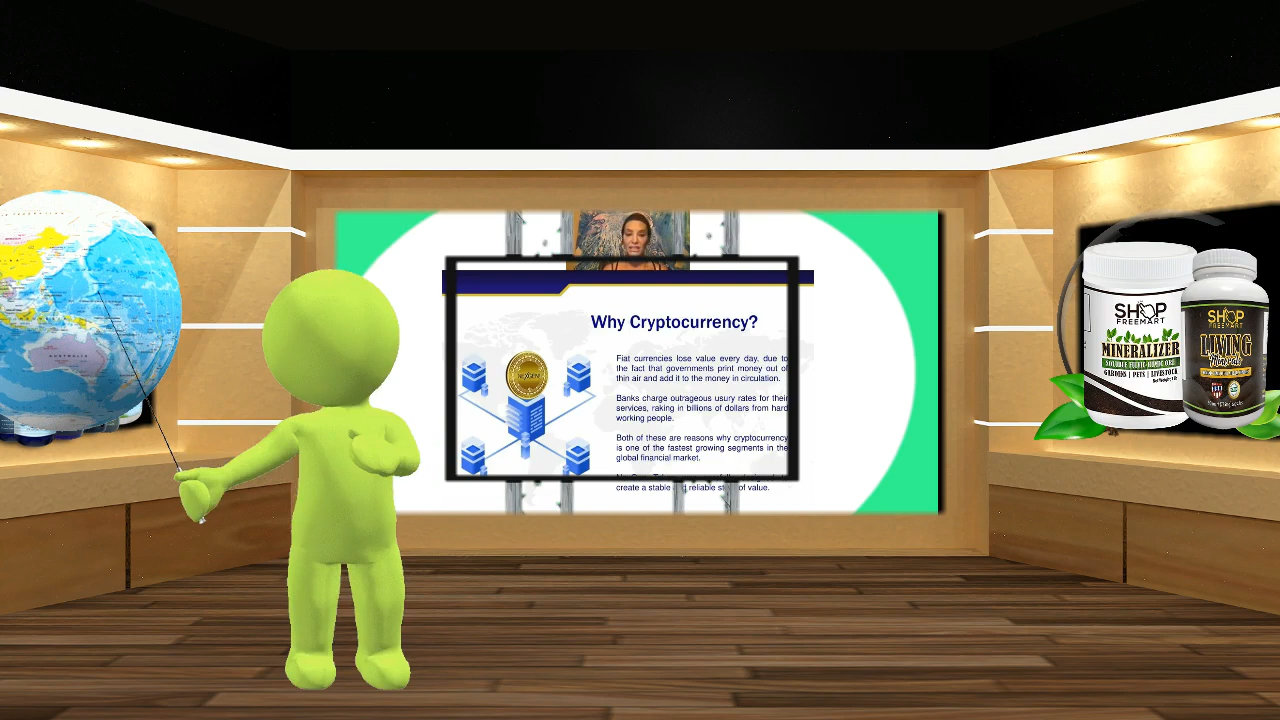 Why Cryptocurrency?
Fiat currencies lose value every day, due to
the fact that governments print money out of
thin air and add it to the money in circulation.
Banks charge outrageous usury rates for their
services, raking in billions of dollars from hard
working people.
Both of these are reasons why cryptocurrency
is one of the fastest growing segments in the
global financial market.
create a stable reliable of value.
AUSTRALIA
SHOP
FREEMART
MINERALIZER
GARDENS | PETS | LIVESTOCK
SHOP
FREEMART
LIVING